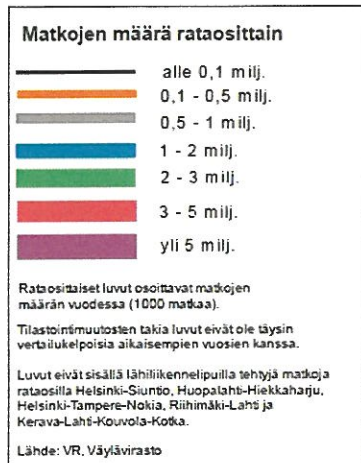 Matkojen määrä rataosittain
alle 0,1 milj.
0,1 - 0,5 milj.
0,5 - 1 milj.
1 - 2 milj.
2 - 3 milj.
3 - 5 milj.
yli 5 milj.
Rataosittaiset luvut osoittavat matkojen
määrän vuodessa (1000 matkaa).
Tilastointimuutosten takia luvut eivät ole täysin
vertailukelpoisia aikaisempien vuosien kanssa.
Luvut eivät sisällä lähiliikennelipuilla tehtyjä matkoja
rataosilla Helsinki-Siuntio, Huopalahti-Hiekkaharju,
Helsinki-Tampere-Nokia, Riihimäki-Lahti ja
Kerava-Lahti-Kouvola-Kotka.
Lähde: VR, Väylävirasto